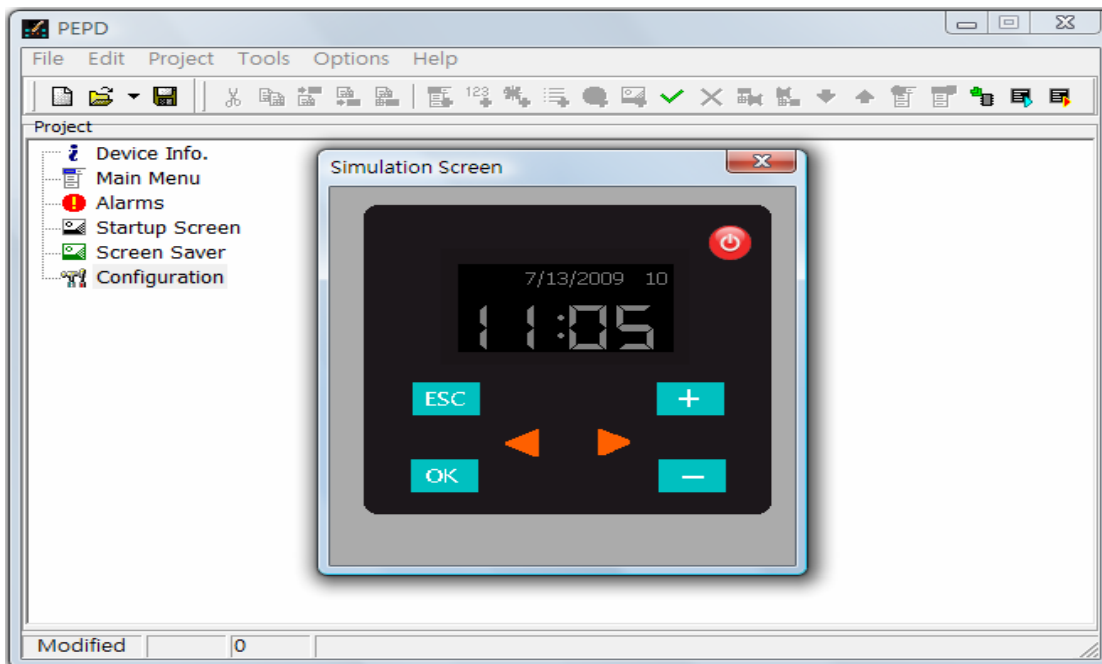 PEPD
File Edit Project Tools Options Help
123
Project
Device Info.
Main Menu
Alarms
Startup Screen
Screen Saver
Configuration
Simulation Screen
7/13/2009 10
11:05
ESC
+
OK
−
Modified 0